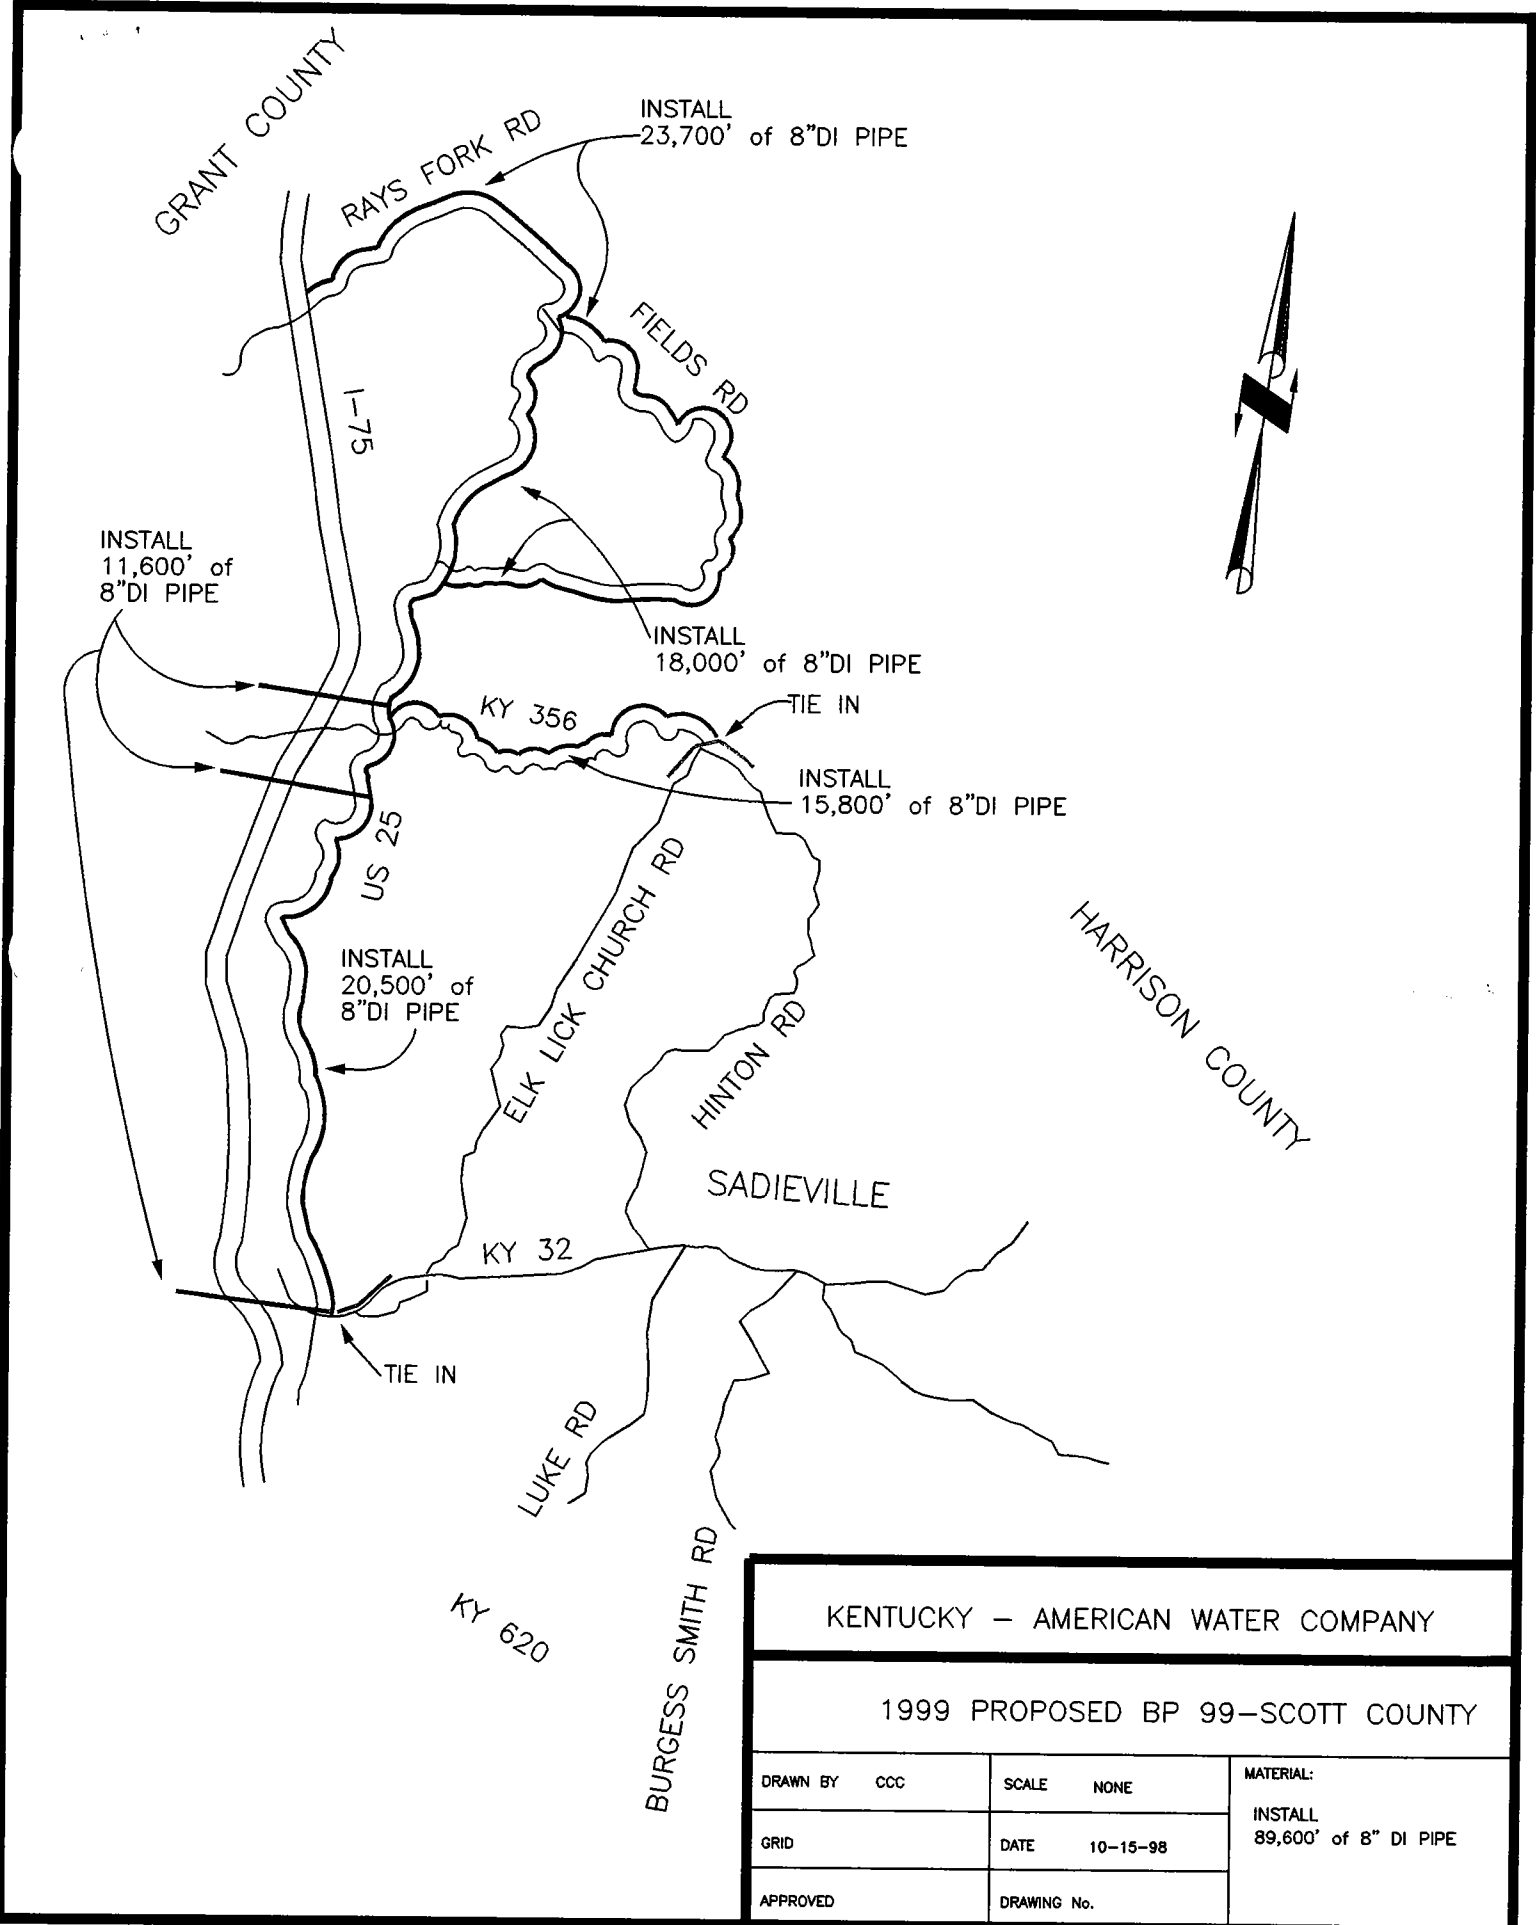 GRANT COUNTY
RAYS FORK RD
INSTALL
23,700' of 8"DI PIPE
FIELDS RD
I-75
INSTALL
11,600' of
8"DI PIPE
INSTALL
18,000' of 8"DI PIPE
KY 356
TIE IN
INSTALL
15,800' of 8"DI PIPE
US 25
ELK LICK CHURCH RD
HARRISON COUNTY
INSTALL
20,500' of
8"DI PIPE
HINTON RD
SADIEVILLE
KY 32
TIE IN
LUKE RD
BURGESS SMITH RD
KY 620
KENTUCKY - AMERICAN WATER COMPANY
1999 PROPOSED BP 99-SCOTT COUNTY
DRAWN BY CCC
SCALE NONE
MATERIAL:
INSTALL
89,600' of 8" DI PIPE
GRID
DATE 10-15-98
APPROVED
DRAWING No.